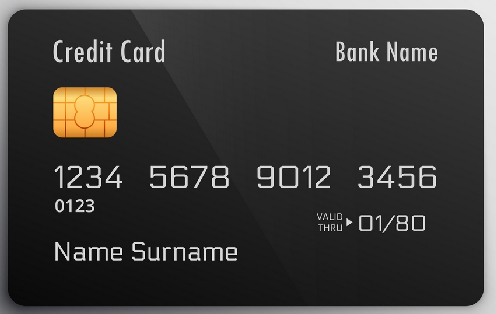 Credit Card Bank Name
1234 5678 9012 3456
0123
VALID THRU 01/80
Name Surname